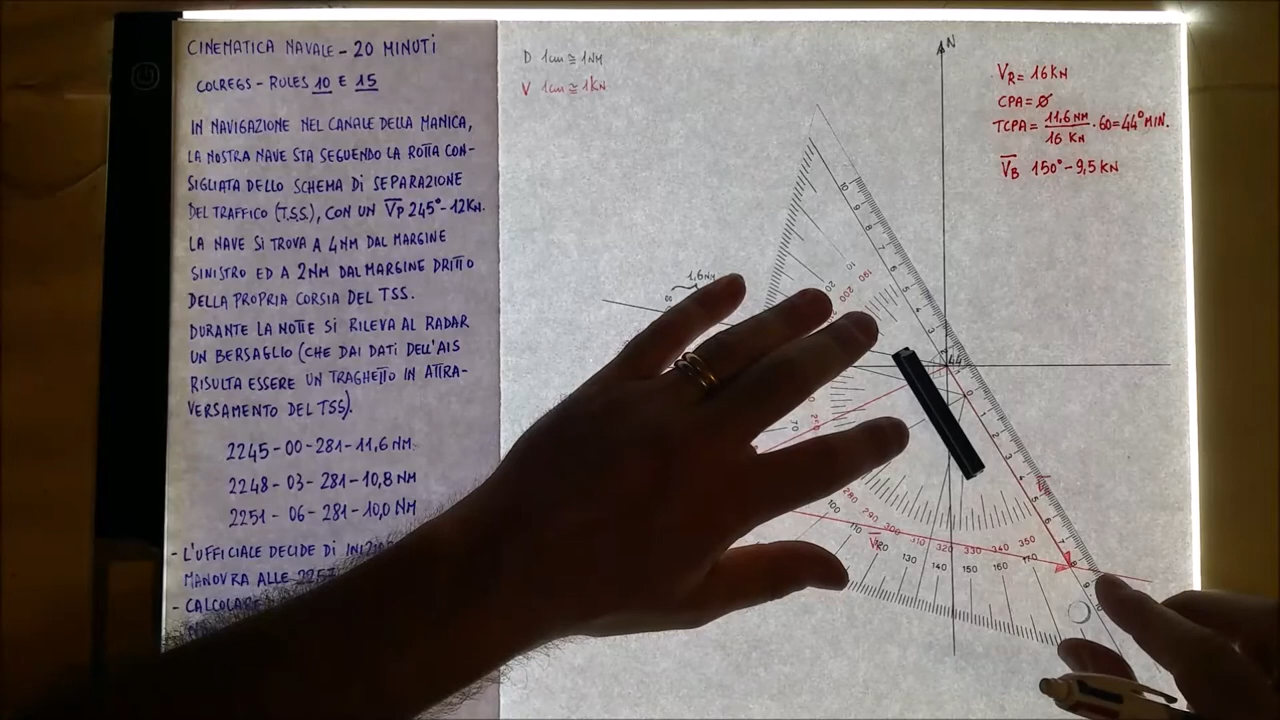 CINEMATICA NAVALE - 20 MINUTI
COLREGS - RULES 10 E 15
IN NAVIGAZIONE NEL CANALE DELLA MANICA,
LA NOSTRA NAVE STA SEGUENDO LA ROTTA CON-
SIGLIATA DELLO SCHEMA DI SEPARAZIONE
DEL TRAFFICO (T.S.S.), CON UN VP 245°- 12KN.
LA NAVE SI TROVA A 4NM DAL MARGINE
SINISTRO ED A 2NM DAL MARGINE DRITTO
DELLA PROPRIA CORSIA DEL TSS.
DURANTE LA NOTTE SI RILEVA AL RADAR
UN BERSAGLIO (CHE DAI DATI DELL'AIS
RISULTA ESSERE UN TRAGHETTO IN ATTRA-
VERSAMENTO DEL TSS).
2245-00-281-11,6 NM
2248-03-281-10,8 NM
2251-06-281-10,0 NM
- L'UFFICIALE DECIDE DI
MANOVRA ALLE
- CALCOLARE
D 1cm ≅ 1NM
V 1cm ≅ 1KN
N
VR = 16KN
CPA = Ø
TCPA = 11,6 NM / 16 KN · 60 = 44° MIN.
VB 150° - 9,5 KN
1,6NM
44